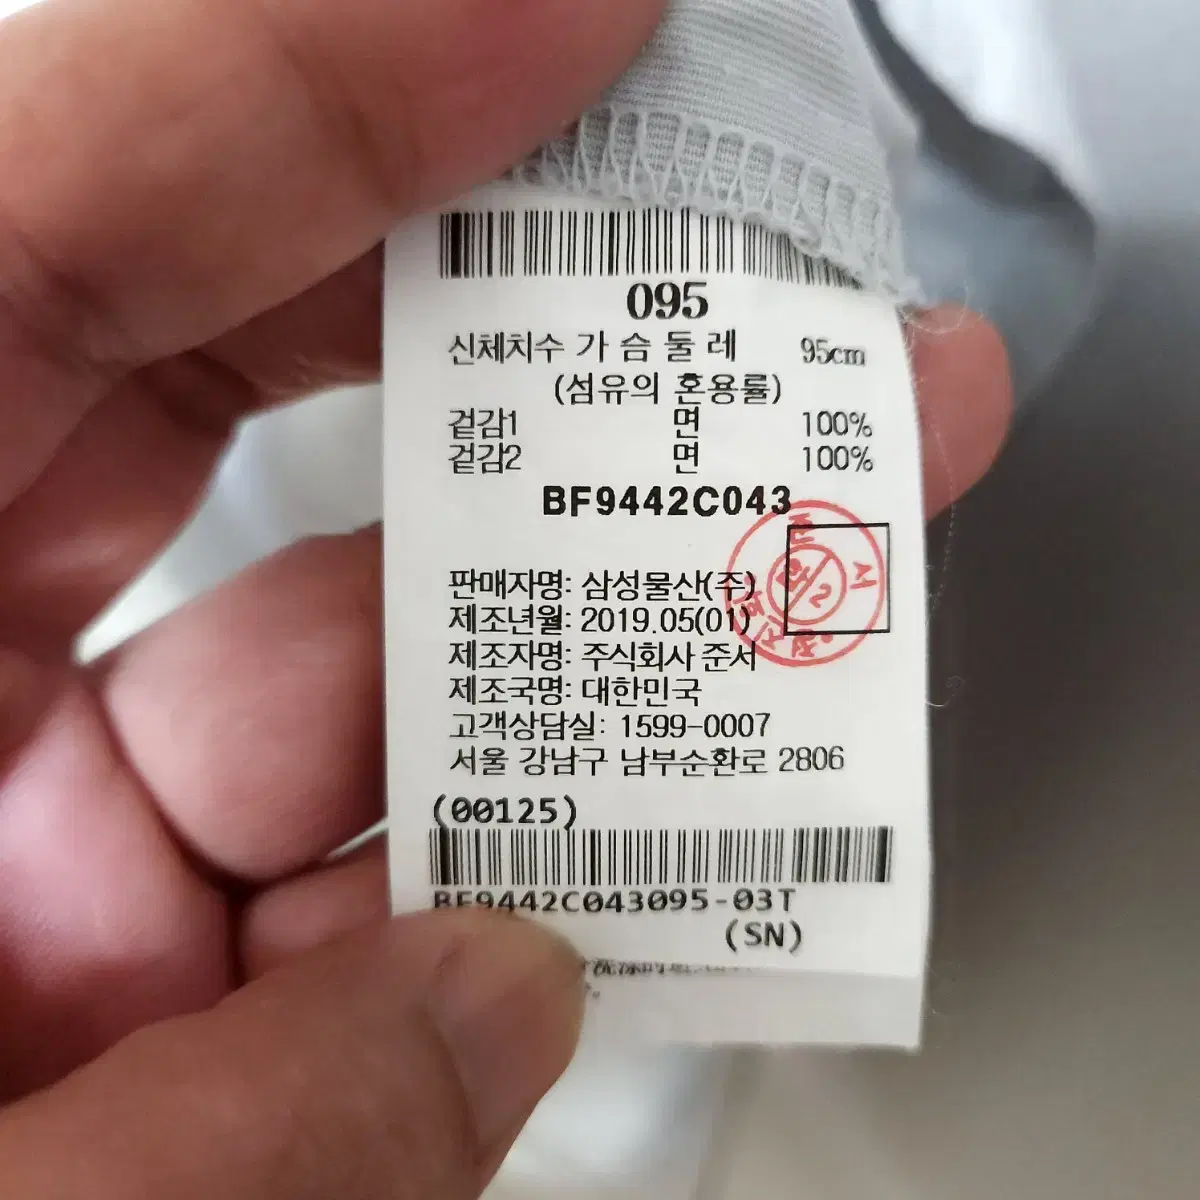 095
신체치수 가슴둘레 95cm
(섬유의 혼용률)
겉감1 면 100%
겉감2 면 100%
BF9442C043
판매자명: 삼성물산(주)
제조년월: 2019.05(01)
제조자명: 주식회사 준서
제조국명: 대한민국
고객상담실: 1599-0007
서울 강남구 남부순환로 2806
(00125)
BF9442C043095-03T
(SN)